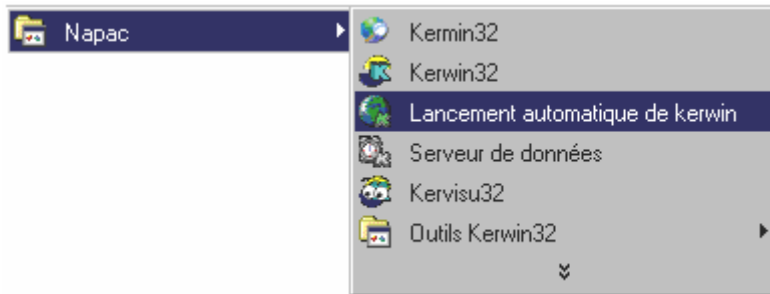 Napac
Kermin32
Kerwin32
Lancement automatique de kerwin
Serveur de données
Kervisu32
Outils Kerwin32